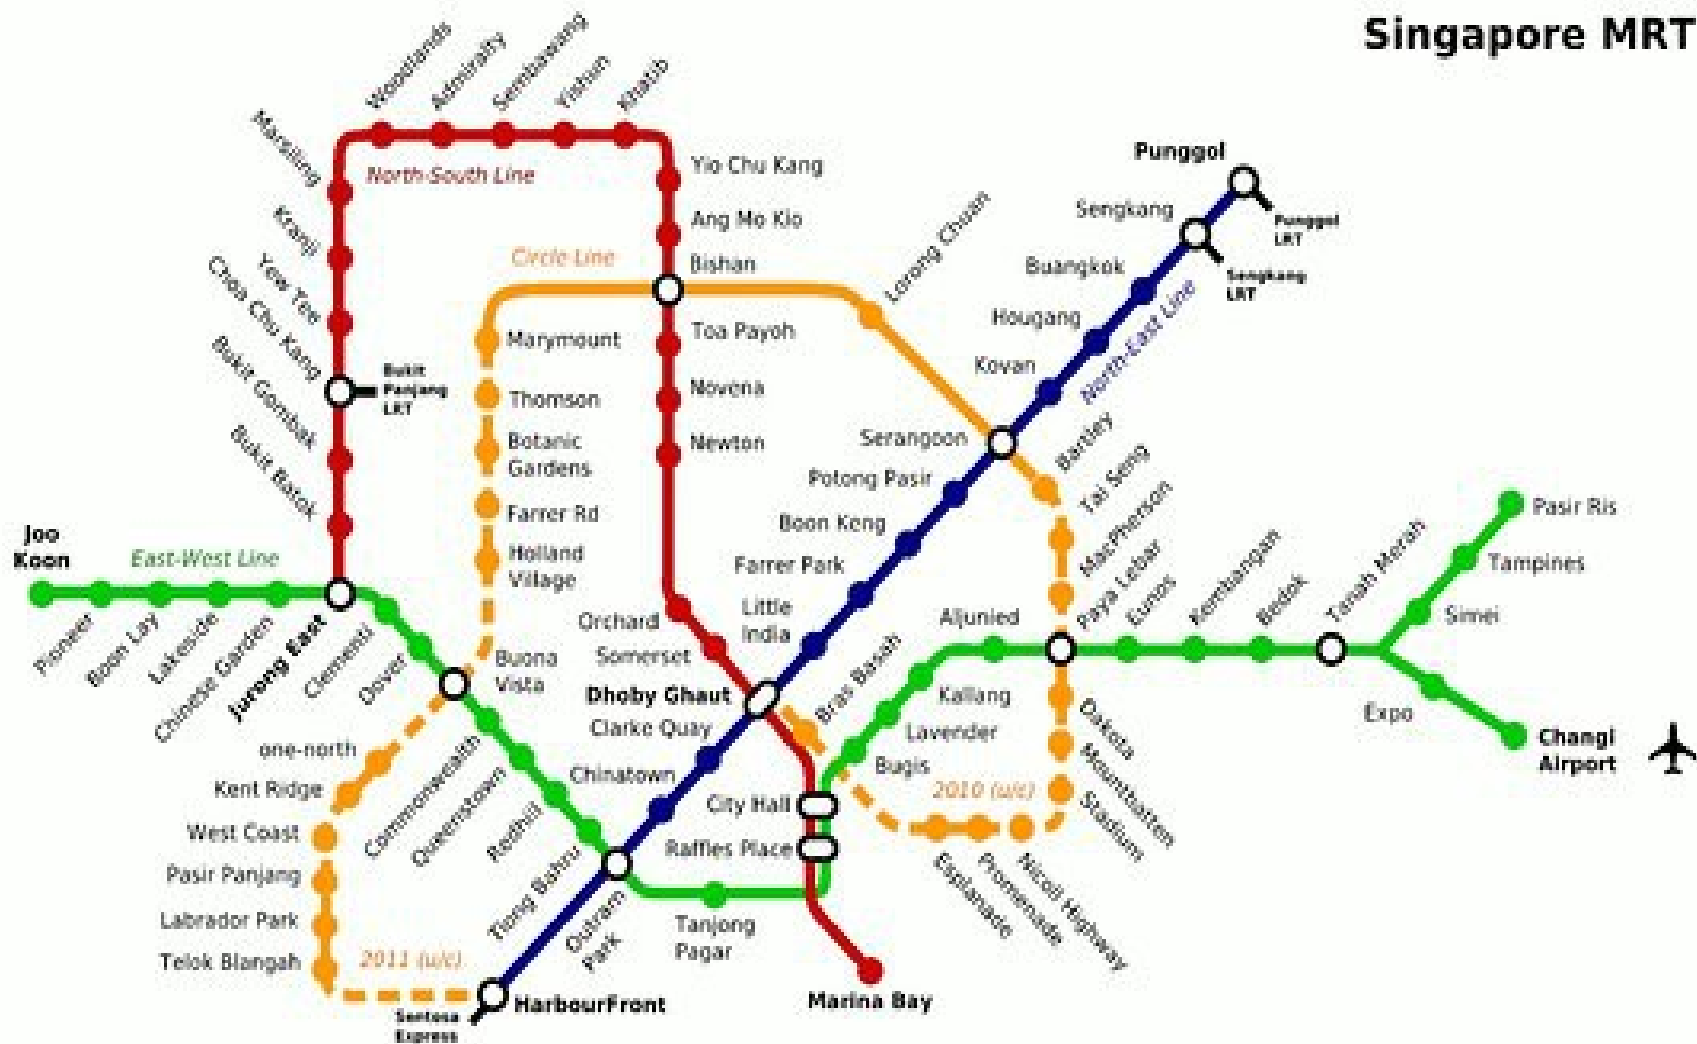 Singapore MRT
Woodlands
Admiralty
Sembawang
Yishun
Khatib
Marsiling
North-South Line
Yio Chu Kang
Punggol
Kranji
Ang Mo Kio
Sengkang
Punggol
LRT
Yew Tee
Circle Line
Bishan
Lorong Chuan
Buangkok
Sengkang
LRT
Choa Chu Kang
Marymount
Toa Payoh
Hougang
North-East Line
Bukit
Panjang
LRT
Kovan
Bukit Gombak
Thomson
Novena
Botanic
Gardens
Newton
Serangoon
Bartley
Bukit Batok
Potong Pasir
Tai Seng
Farrer Rd
Boon Keng
MacPherson
Pasir Ris
Joo
Koon
East-West Line
Holland
Village
Farrer Park
Paya Lebar
Tampines
Pioneer
Boon Lay
Lakeside
Chinese Garden
Jurong East
Clementi
Dover
Buona
Vista
Orchard
Somerset
Little
India
Aljunied
Eunos
Kembangan
Bedok
Tanah Merah
Simei
Dhoby Ghaut
Bras Basah
Kallang
Expo
one-north
Clarke Quay
Lavender
Dakota
Changi
Airport
Kent Ridge
Commonwealth
Queenstown
Redhill
Chinatown
Bugis
Mountbatten
City Hall
2010 (u/c)
Stadium
West Coast
Raffles Place
Pasir Panjang
Tiong Bahru
Esplanade
Promenade
Nicoll Highway
Labrador Park
Outram
Park
Tanjong
Pagar
Telok Blangah
2011 (u/c)
HarbourFront
Marina Bay
Sentosa
Express